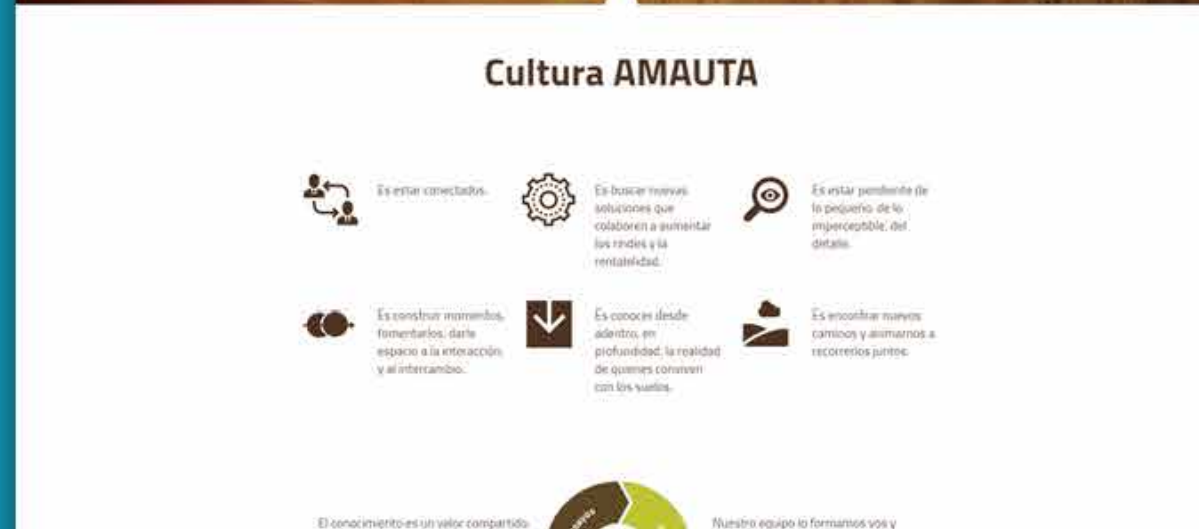 Cultura AMAUTA
Es estar conectados.
Es buscar nuevas
soluciones que
colaboren a aumentar
los rindes y la
rentabilidad.
Es estar pendiente de
lo pequeño, de lo
imperceptible, del
detalle.
Es construir momentos,
fomentarlos, darle
espacio a la interacción
y al intercambio.
Es conocer desde
adentro, en
profundidad, la realidad
de quienes conviven
con los suelos.
Es encontrar nuevos
caminos y animarnos a
recorrerlos juntos.
El conocimiento es un valor compartido
Nuestro equipo lo formamos vos y